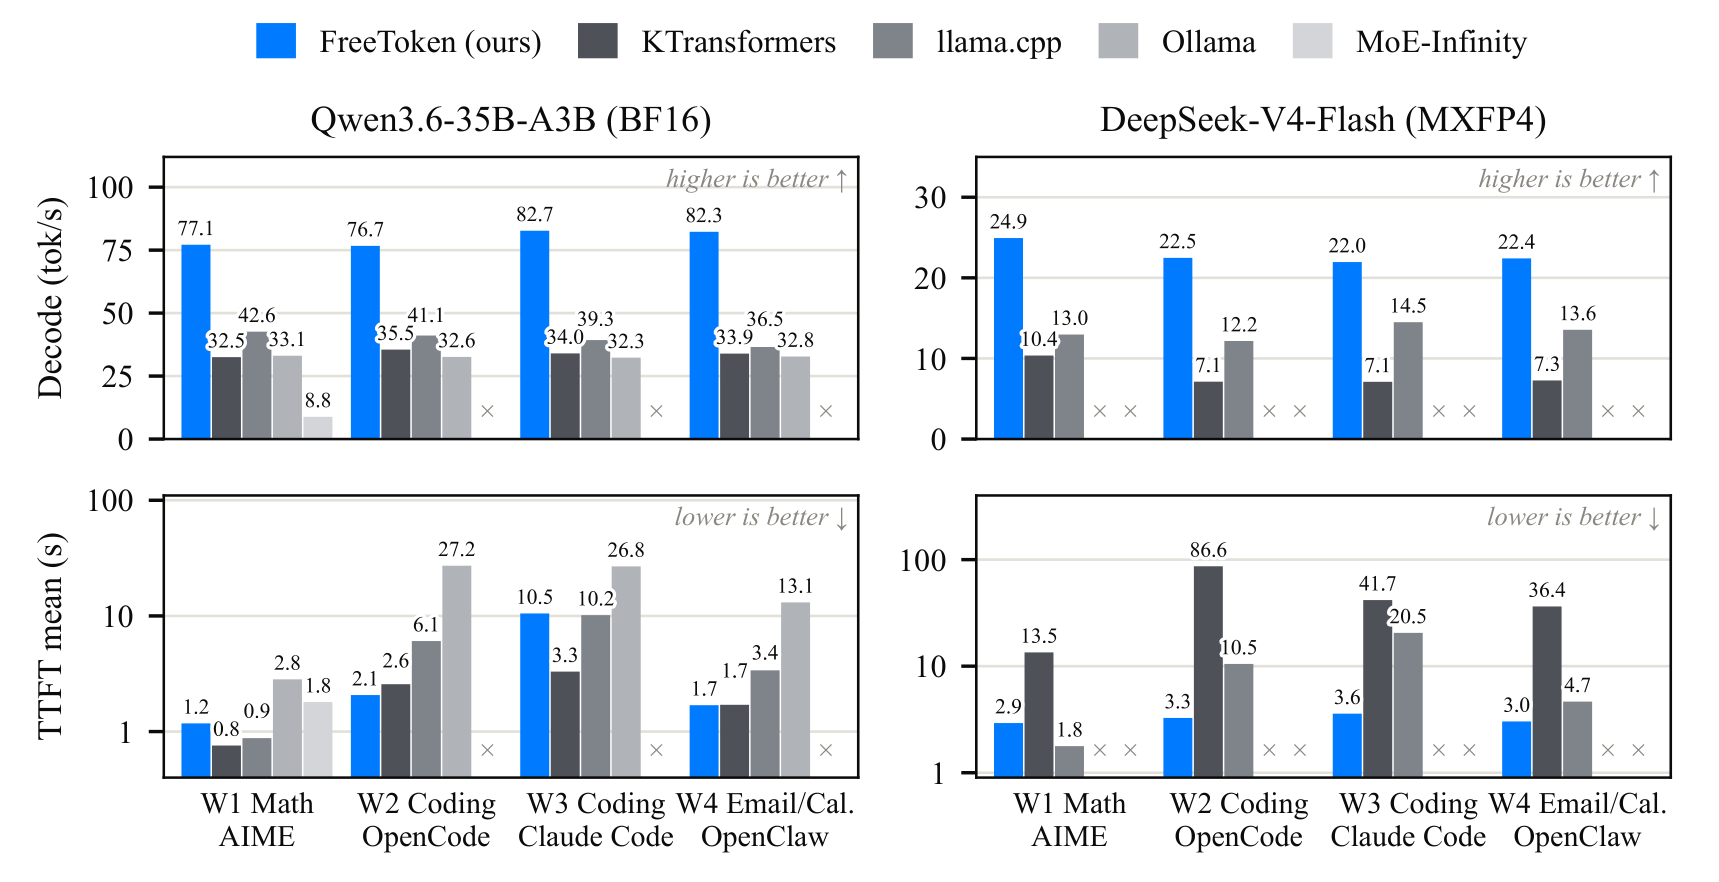 FreeToken (ours) KTransformers llama.cpp Ollama MoE-Infinity
Qwen3.6-35B-A3B (BF16)
Decode (tok/s)
100
75
50
25
0
higher is better ↑
77.1 32.5 42.6 33.1 8.8
76.7 35.5 41.1 32.6 ×
82.7 34.0 39.3 32.3 ×
82.3 33.9 36.5 32.8 ×
DeepSeek-V4-Flash (MXFP4)
30
20
10
0
higher is better ↑
24.9 10.4 13.0 × ×
22.5 7.1 12.2 × ×
22.0 7.1 14.5 × ×
22.4 7.3 13.6 × ×
TTFT mean (s)
100
10
1
lower is better ↓
1.2 0.8 0.9 2.8 1.8
2.1 2.6 6.1 27.2 ×
10.5 3.3 10.2 26.8 ×
1.7 1.7 3.4 13.1 ×
W1 Math
AIME
W2 Coding
OpenCode
W3 Coding
Claude Code
W4 Email/Cal.
OpenClaw
100
10
1
lower is better ↓
2.9 13.5 1.8 × ×
3.3 86.6 10.5 × ×
3.6 41.7 20.5 × ×
3.0 36.4 4.7 × ×
W1 Math
AIME
W2 Coding
OpenCode
W3 Coding
Claude Code
W4 Email/Cal.
OpenClaw